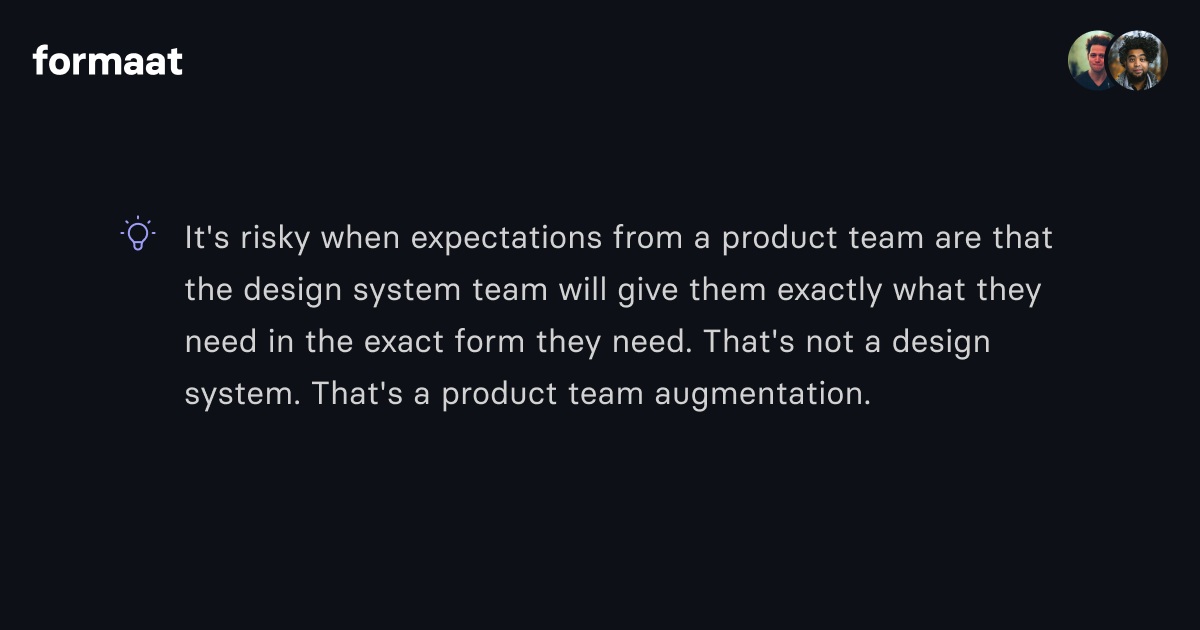 formaat
It's risky when expectations from a product team are that
the design system team will give them exactly what they
need in the exact form they need. That's not a design
system. That's a product team augmentation.